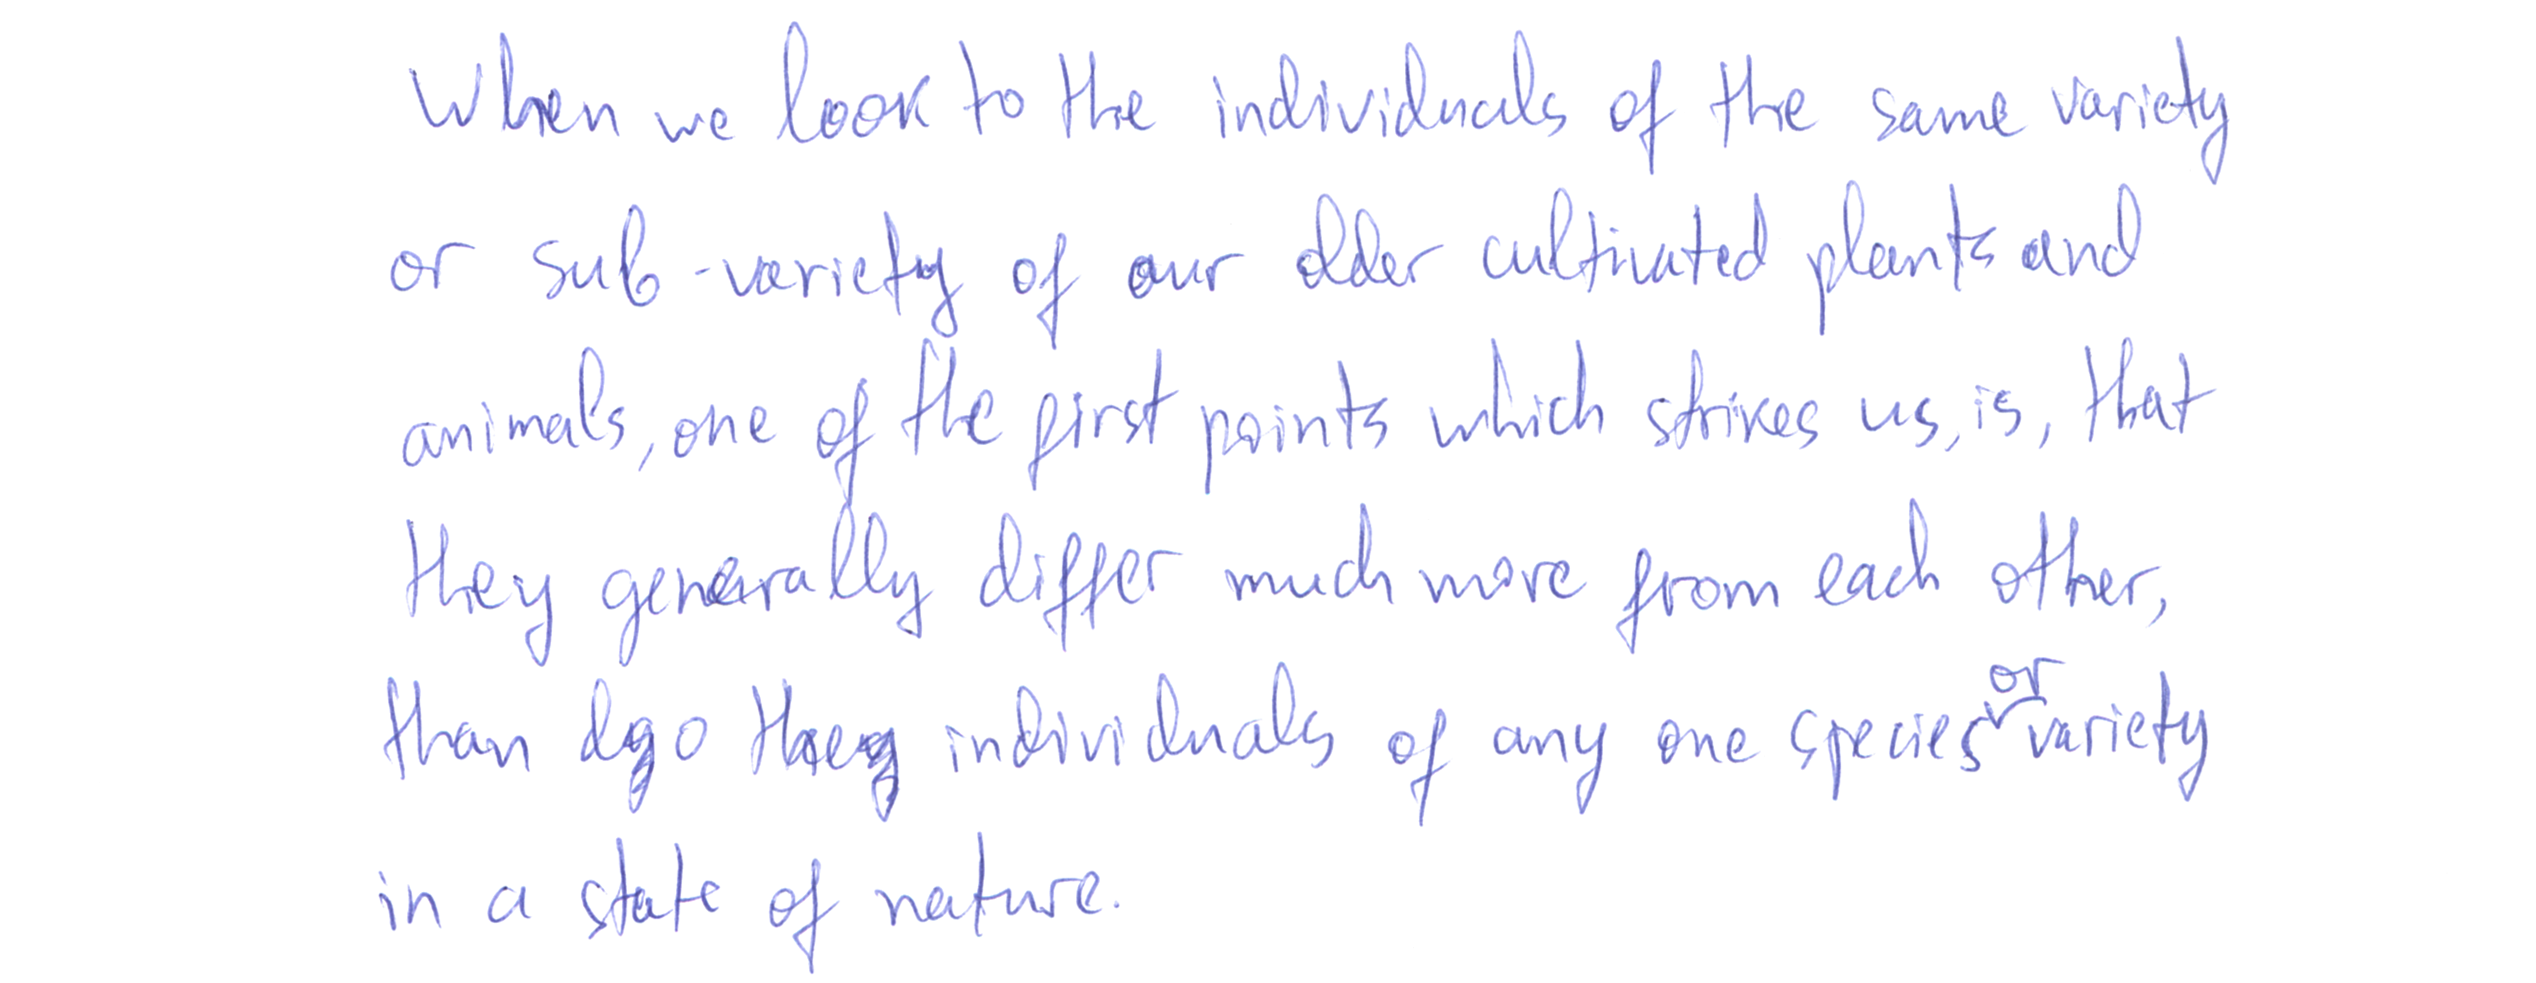 When we look to the individuals of the same variety
or sub-variety of our older cultivated plants and
animals, one of the first points which strikes us, is, that
they generally differ much more from each other,
than do the individuals of any one species or variety
in a state of nature.